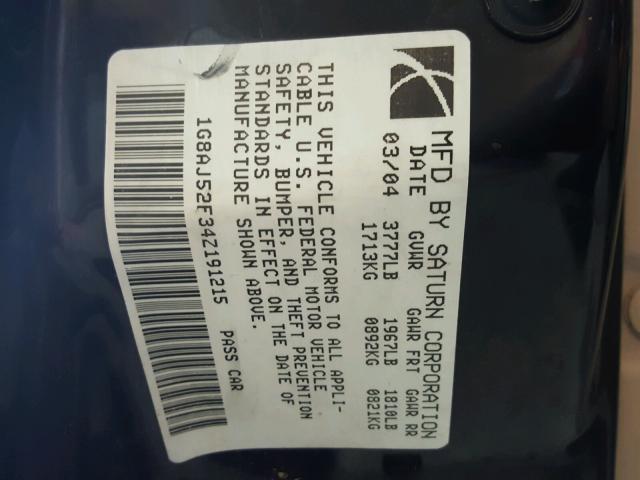 MFD BY SATURN CORPORATION
DATE GVWR GAWR FRT GAWR RR
03/04 3777LB 1967LB 1810LB
1713KG 0892KG 0821KG
THIS VEHICLE CONFORMS TO ALL APPLI-
CABLE U.S. FEDERAL MOTOR VEHICLE
SAFETY, BUMPER, AND THEFT PREVENTION
STANDARDS IN EFFECT ON THE DATE OF
MANUFACTURE SHOWN ABOVE.
1G8AJ52F34Z191215 PASS CAR